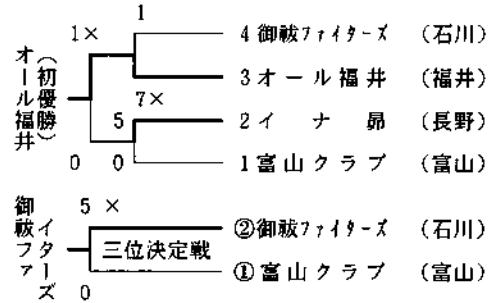 1
1×
4 御祓ファイターズ (石川)
3 オール福井 (福井)
オール福井
(初優勝)
7×
5
2 イナ昴 (長野)
0 0
1 富山クラブ (富山)
御祓ファイターズ
5 ×
②御祓ファイターズ (石川)
三位決定戦
①富山クラブ (富山)
0